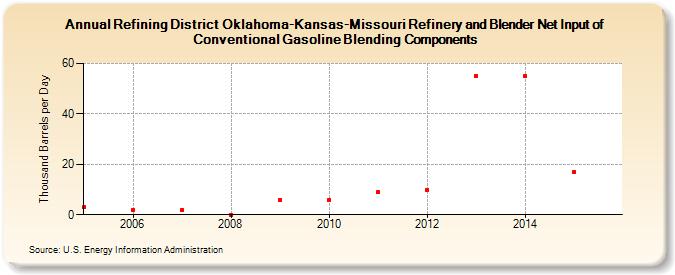 Annual Refining District Oklahoma-Kansas-Missouri Refinery and Blender Net Input of
Conventional Gasoline Blending Components
Thousand Barrels per Day
60
40
20
0
2006 2008 2010 2012 2014
Source: U.S. Energy Information Administration